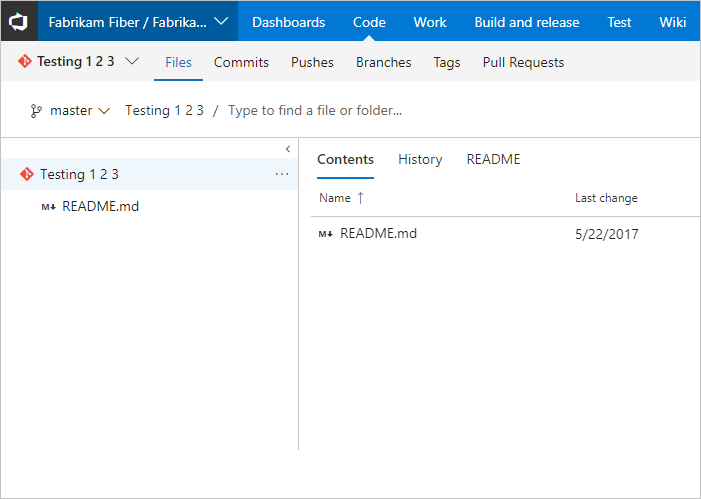 Fabrikam Fiber / Fabrika... Dashboards Code Work Build and release Test Wiki
Testing 1 2 3 Files Commits Pushes Branches Tags Pull Requests
master Testing 1 2 3 / Type to find a file or folder...
Contents History README
Testing 1 2 3 ...
Name ↑ Last change
M↓ README.md
M↓ README.md 5/22/2017